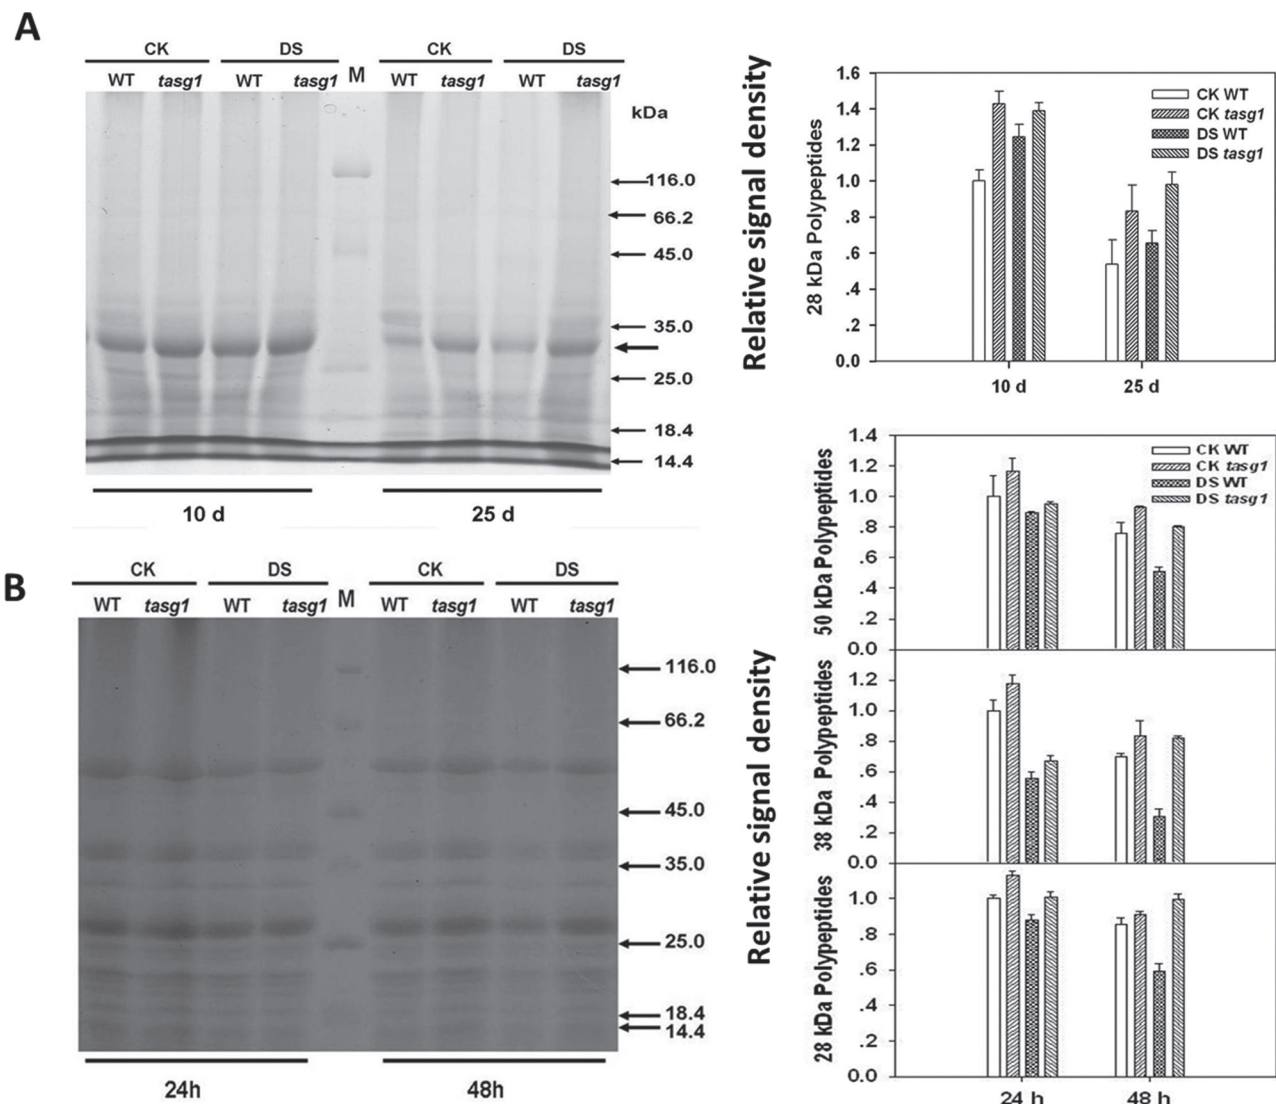 A
CK DS CK DS
WT tasg1 WT tasg1 M WT tasg1 WT tasg1
kDa
116.0
66.2
45.0
35.0
25.0
18.4
14.4
10 d 25 d
Relative signal density
28 kDa Polypeptides
1.6
1.4
1.2
1.0
.8
.6
.4
.2
0.0
CK WT
CK tasg1
DS WT
DS tasg1
10 d 25 d
B
CK DS CK DS
WT tasg1 WT tasg1 M WT tasg1 WT tasg1
116.0
66.2
45.0
35.0
25.0
18.4
14.4
24h 48h
Relative signal density
50 kDa Polypeptides
1.4
1.2
1.0
.8
.6
.4
.2
0.0
CK WT
CK tasg1
DS WT
DS tasg1
38 kDa Polypeptides
1.2
1.0
.8
.6
.4
.2
0.0
28 kDa Polypeptides
1.0
.8
.6
.4
.2
0.0
24 h 48 h